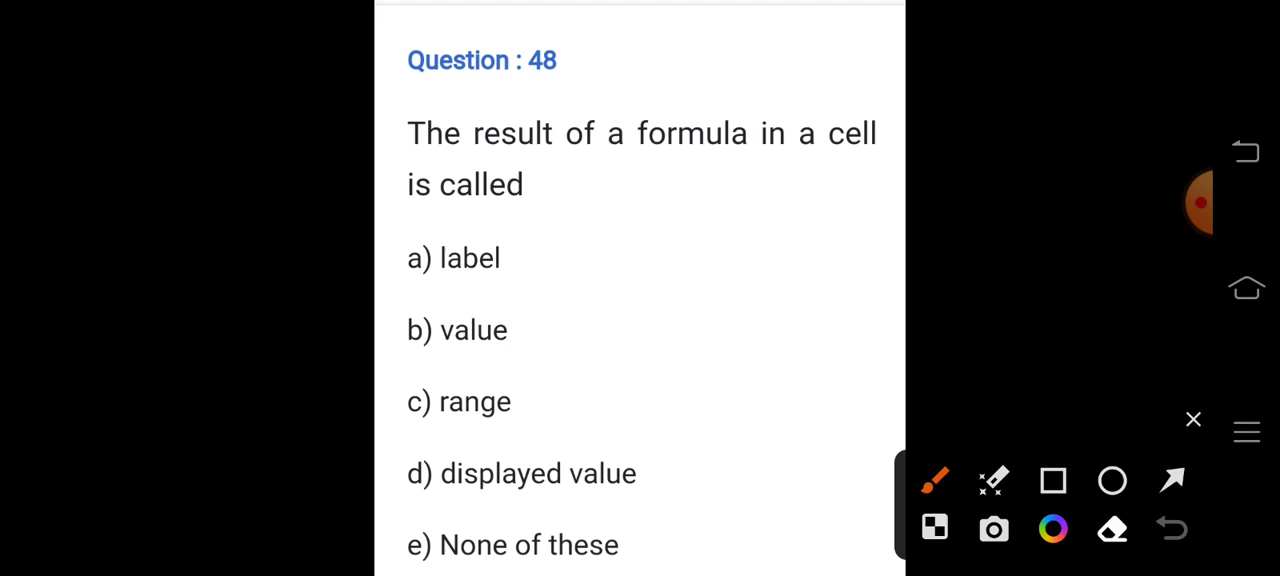 Question : 48
The result of a formula in a cell
is called
a) label
b) value
c) range
d) displayed value
e) None of these